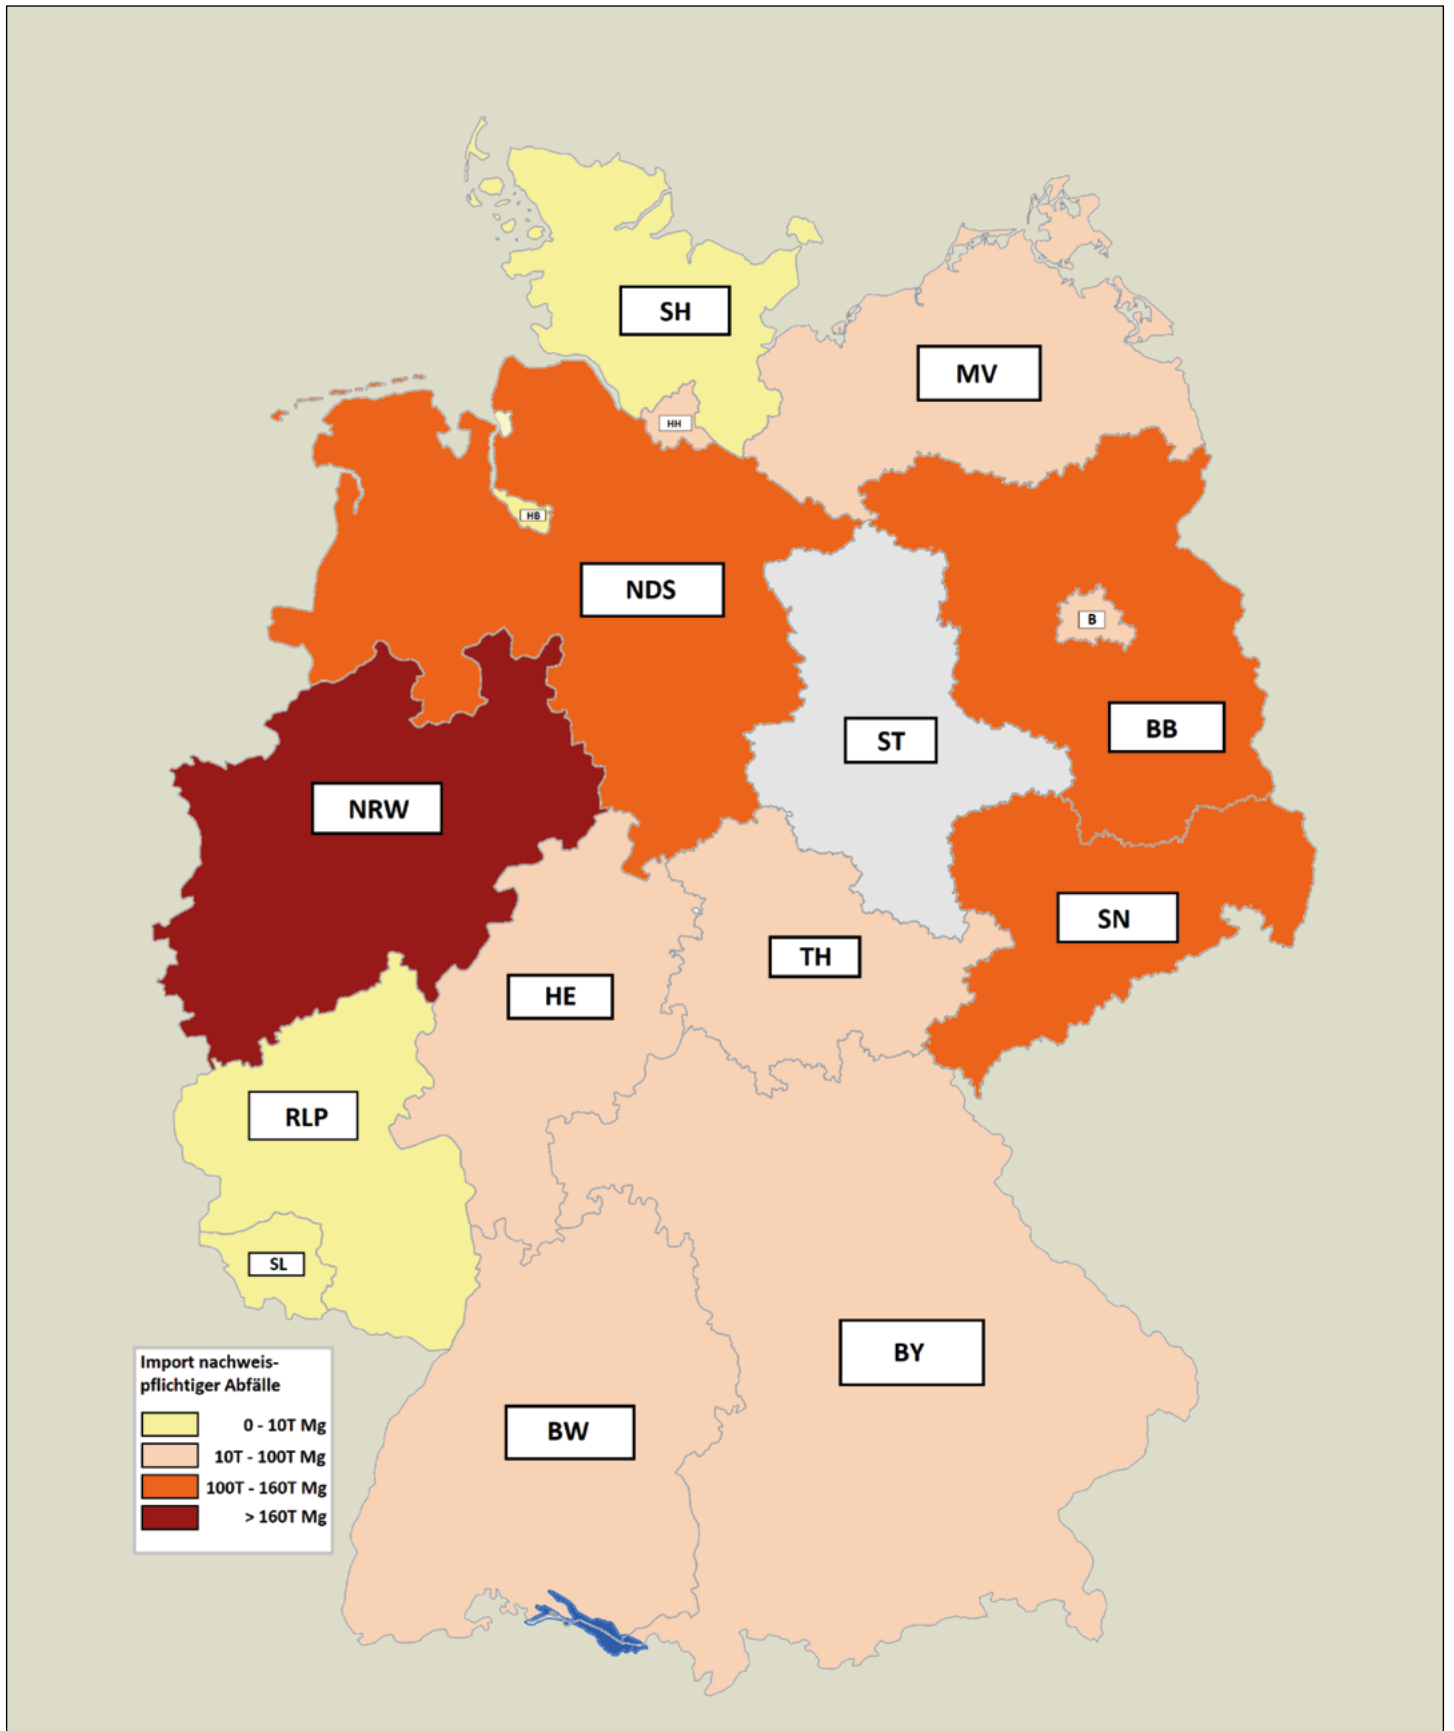 SH
MV
HH
HB
NDS
B
BB
ST
NRW
SN
TH
HE
RLP
SL
BY
BW
Import nachweis-
pflichtiger Abfälle
0 - 10T Mg
10T - 100T Mg
100T - 160T Mg
> 160T Mg